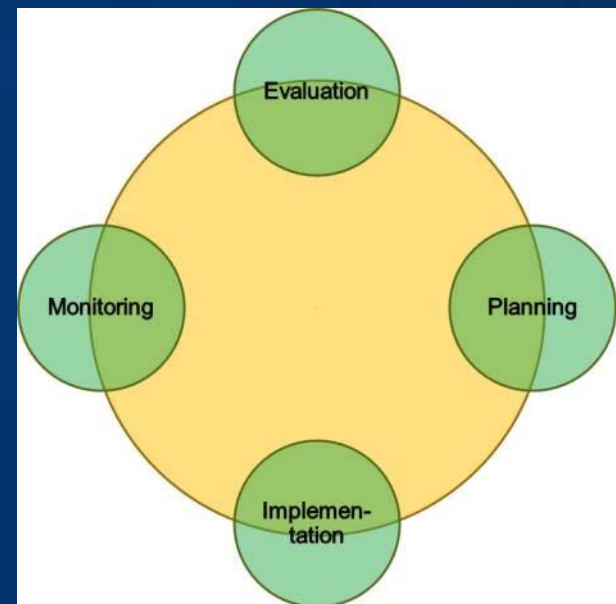 Evaluation
Monitoring
Planning
Implemen-
tation